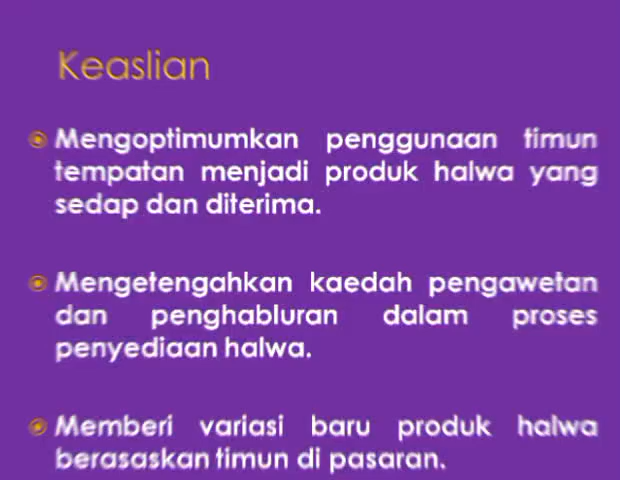 Keaslian
Mengoptimumkan penggunaan timun
tempatan menjadi produk halwa yang
sedap dan diterima.
Mengetengahkan kaedah pengawetan
dan penghabluran dalam proses
penyediaan halwa.
Memberi variasi baru produk halwa
berasaskan timun di pasaran.